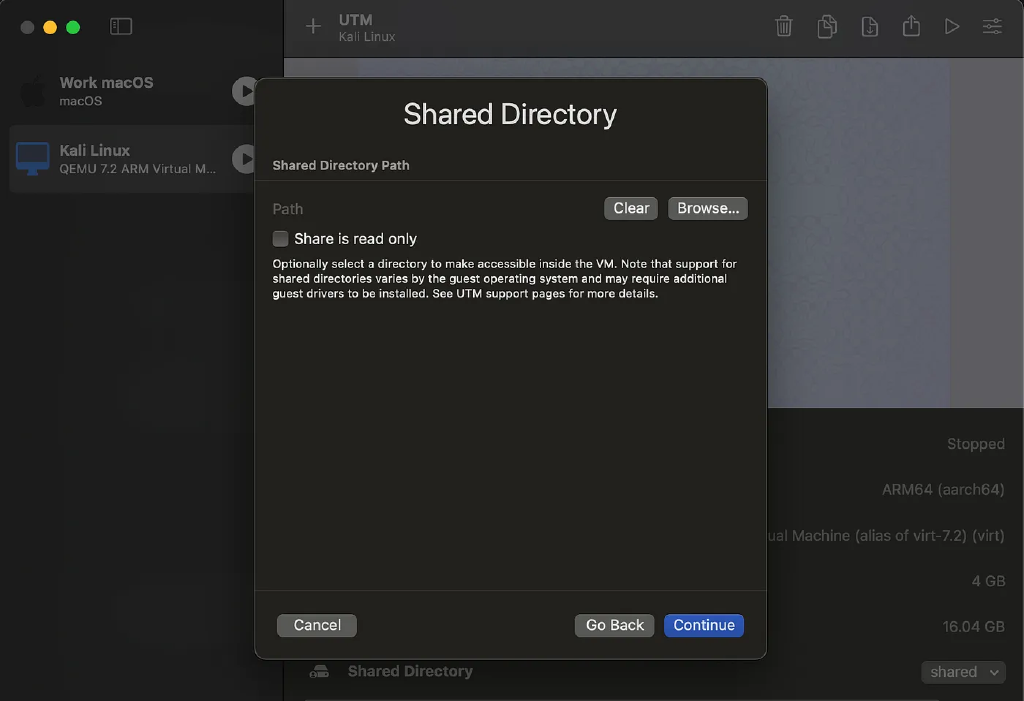 UTM
Kali Linux
Work macOS
macOS
Kali Linux
QEMU 7.2 ARM Virtual M...
Shared Directory
Shared Directory Path
Path
Clear
Browse...
Share is read only
Optionally select a directory to make accessible inside the VM. Note that support for
shared directories varies by the guest operating system and may require additional
guest drivers to be installed. See UTM support pages for more details.
Stopped
ARM64 (aarch64)
ual Machine (alias of virt-7.2) (virt)
4 GB
16.04 GB
Cancel
Go Back
Continue
Shared Directory
shared